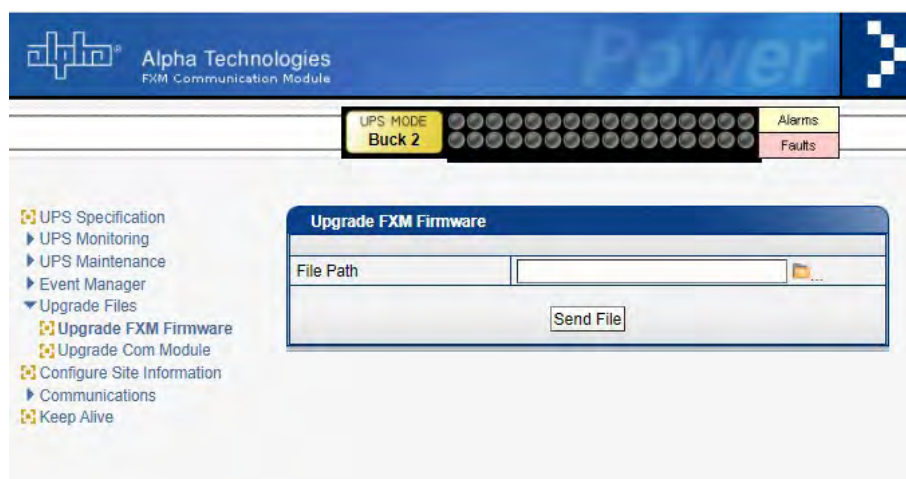 alpha®
Alpha Technologies
FXM Communication Module
Power
UPS MODE
Buck 2
Alarms
Faults
UPS Specification
UPS Monitoring
UPS Maintenance
Event Manager
Upgrade Files
Upgrade FXM Firmware
Upgrade Com Module
Configure Site Information
Communications
Keep Alive
Upgrade FXM Firmware
File Path
...
Send File